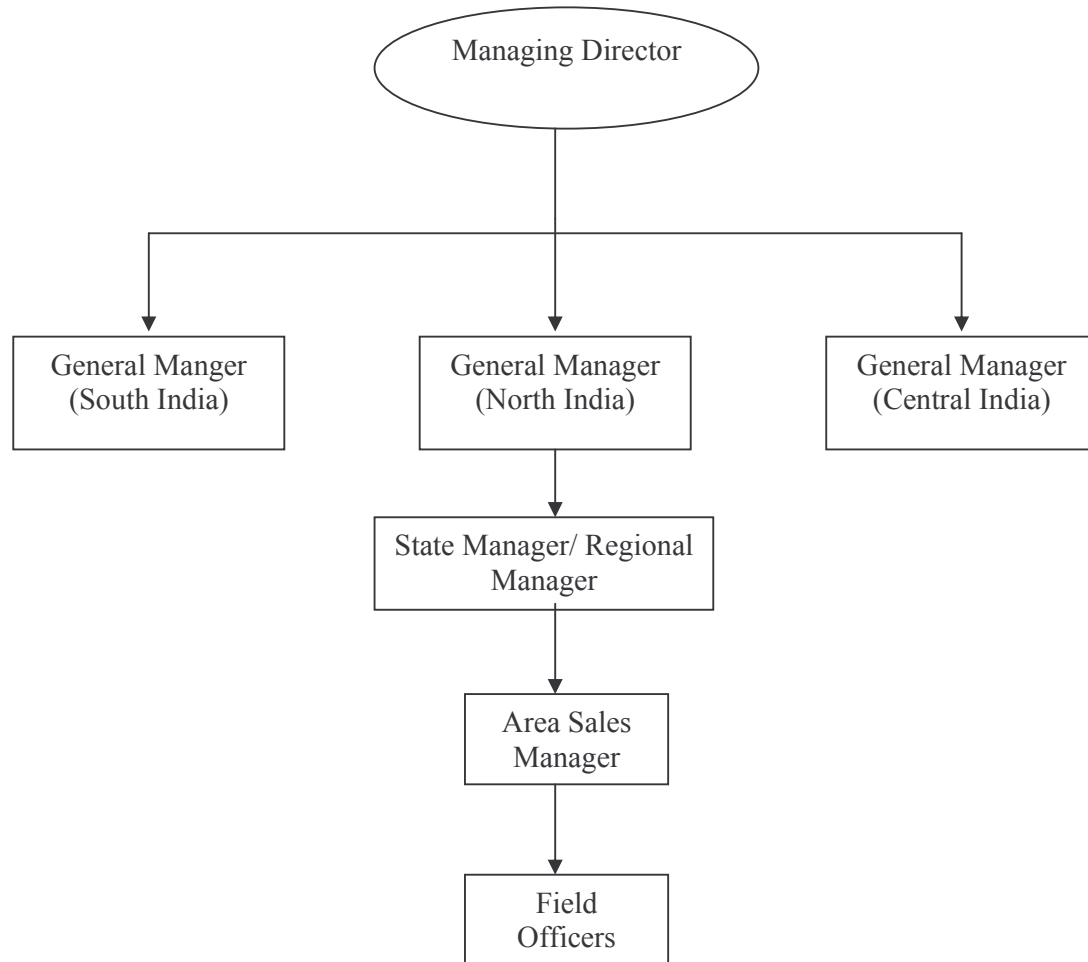 Managing Director
General Manger
(South India)
General Manager
(North India)
General Manager
(Central India)
State Manager/ Regional
Manager
Area Sales
Manager
Field
Officers